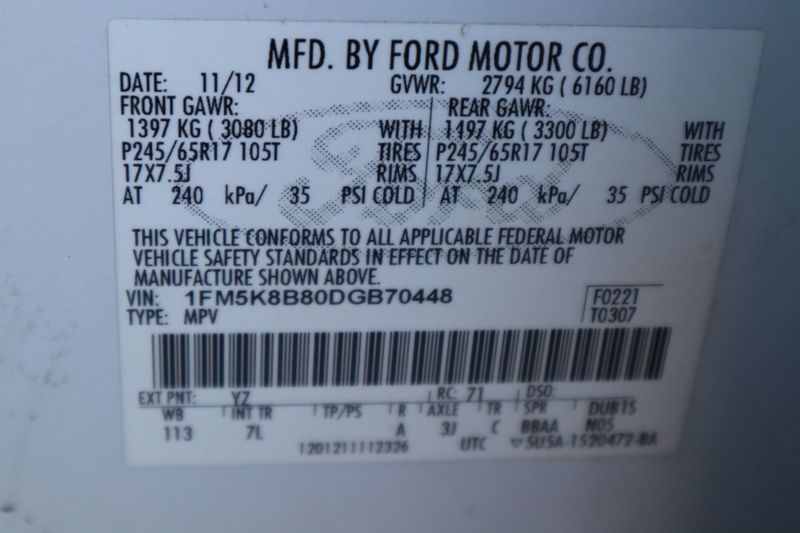 MFD. BY FORD MOTOR CO.
DATE: 11/12 GVWR: 2794 KG ( 6160 LB)
FRONT GAWR: REAR GAWR:
1397 KG ( 3080 LB) WITH 1497 KG ( 3300 LB) WITH
P245/65R17 105T TIRES P245/65R17 105T TIRES
17X7.5J RIMS 17X7.5J RIMS
AT 240 kPa/ 35 PSI COLD AT 240 kPa/ 35 PSI COLD
THIS VEHICLE CONFORMS TO ALL APPLICABLE FEDERAL MOTOR
VEHICLE SAFETY STANDARDS IN EFFECT ON THE DATE OF
MANUFACTURE SHOWN ABOVE.
VIN: 1FM5K8B80DGB70448 F0221
TYPE: MPV T0307
EXT PNT: YZ RC: 71 DSO:
WB INT TR TP/PS R AXLE TR SPR DUB1S
113 7L A 3J C BBAA N05
1201211112326 UTC 5U5A-1520472-BA